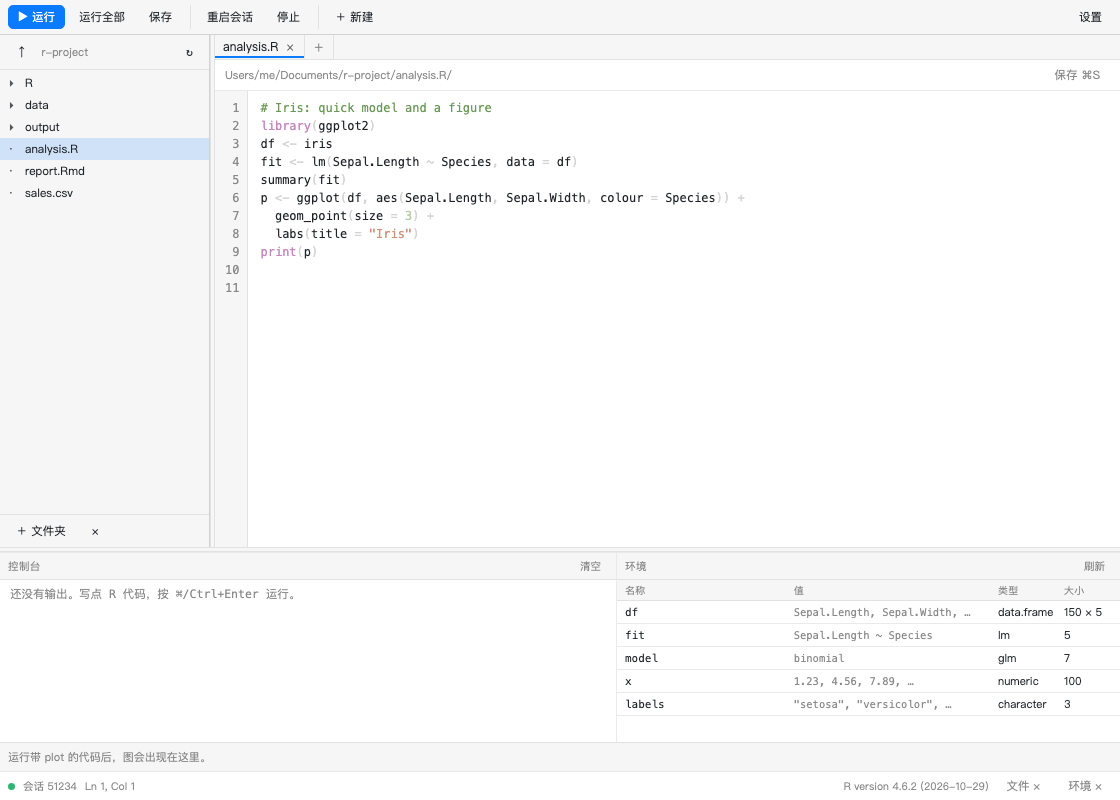 ▶ 运行 运行全部 保存 重启会话 停止 + 新建 设置
↑ r-project ↻
▸ R
▸ data
▸ output
· analysis.R
· report.Rmd
· sales.csv
+ 文件夹 ×
analysis.R × +
Users/me/Documents/r-project/analysis.R/ 保存 ⌘S
1 # Iris: quick model and a figure
2 library(ggplot2)
3 df <- iris
4 fit <- lm(Sepal.Length ~ Species, data = df)
5 summary(fit)
6 p <- ggplot(df, aes(Sepal.Length, Sepal.Width, colour = Species)) +
7   geom_point(size = 3) +
8   labs(title = "Iris")
9 print(p)
10
11
控制台 清空
还没有输出。写点 R 代码，按 ⌘/Ctrl+Enter 运行。
环境 刷新
名称 值 类型 大小
df Sepal.Length, Sepal.Width, … data.frame 150 × 5
fit Sepal.Length ~ Species lm 5
model binomial glm 7
x 1.23, 4.56, 7.89, … numeric 100
labels "setosa", "versicolor", … character 3
运行带 plot 的代码后，图会出现在这里。
会话 51234 Ln 1, Col 1 R version 4.6.2 (2026-10-29) 文件 × 环境 ×